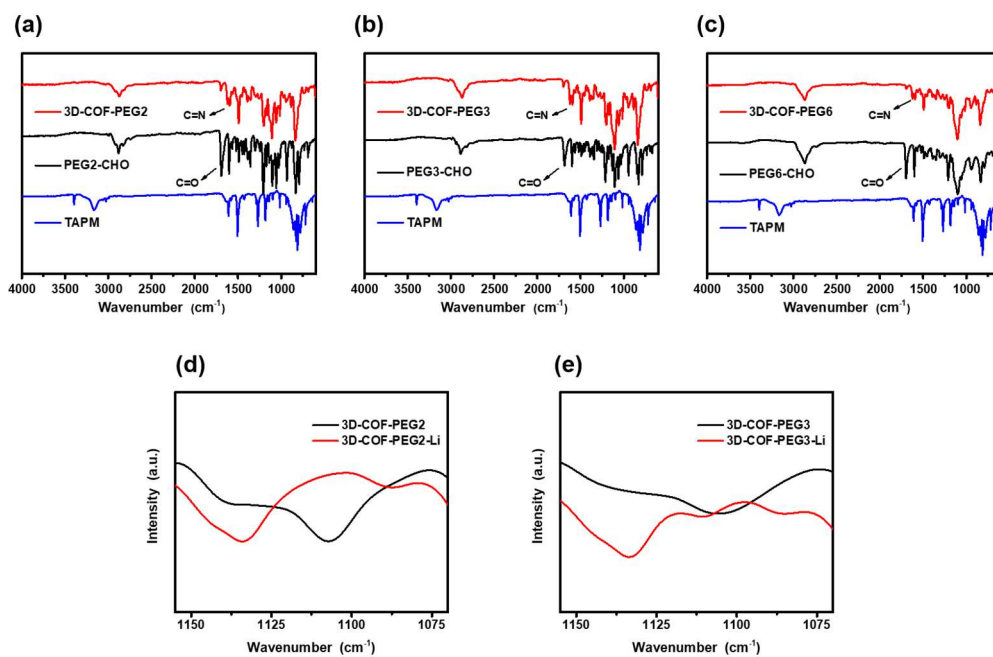 (a)
3D-COF-PEG2
C=N
PEG2-CHO
C=O
TAPM
4000 3500 3000 2500 2000 1500 1000
Wavenumber (cm⁻¹)
(b)
3D-COF-PEG3
C=N
PEG3-CHO
C=O
TAPM
4000 3500 3000 2500 2000 1500 1000
Wavenumber (cm⁻¹)
(c)
3D-COF-PEG6
C=N
PEG6-CHO
C=O
TAPM
4000 3500 3000 2500 2000 1500 1000
Wavenumber (cm⁻¹)
(d)
3D-COF-PEG2
3D-COF-PEG2-Li
Intensity (a.u.)
1150 1125 1100 1075
Wavenumber (cm⁻¹)
(e)
3D-COF-PEG3
3D-COF-PEG3-Li
Intensity (a.u.)
1150 1125 1100 1075
Wavenumber (cm⁻¹)